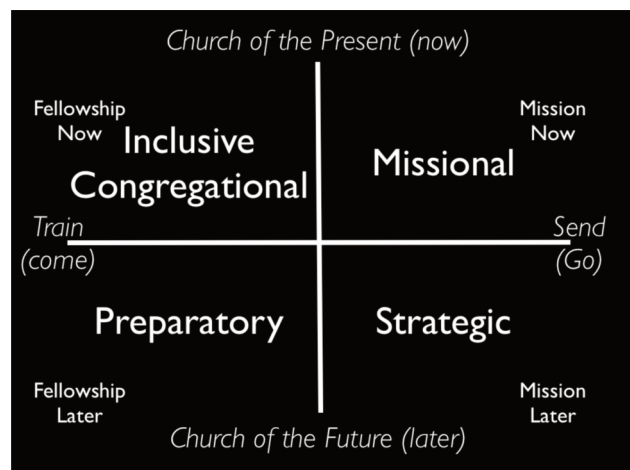 Church of the Present (now)
Fellowship
Now
Inclusive
Congregational
Mission
Now
Missional
Train
(come)
Send
(Go)
Preparatory
Strategic
Fellowship
Later
Mission
Later
Church of the Future (later)